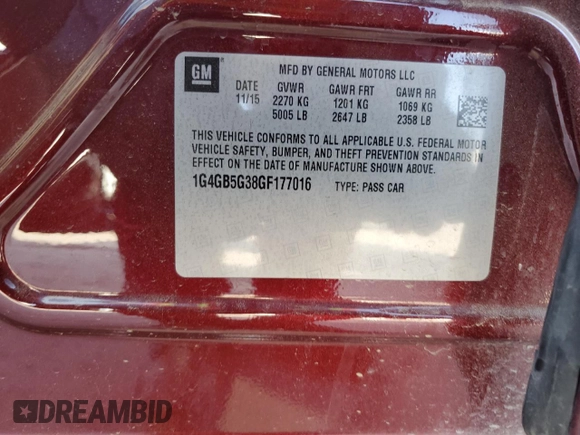 GM
MFD BY GENERAL MOTORS LLC
DATE GVWR GAWR FRT GAWR RR
11/15 2270 KG 1201 KG 1069 KG
5005 LB 2647 LB 2358 LB
THIS VEHICLE CONFORMS TO ALL APPLICABLE U.S. FEDERAL MOTOR
VEHICLE SAFETY, BUMPER, AND THEFT PREVENTION STANDARDS IN
EFFECT ON THE DATE OF MANUFACTURE SHOWN ABOVE.
1G4GB5G38GF177016 TYPE: PASS CAR
DREAMBID